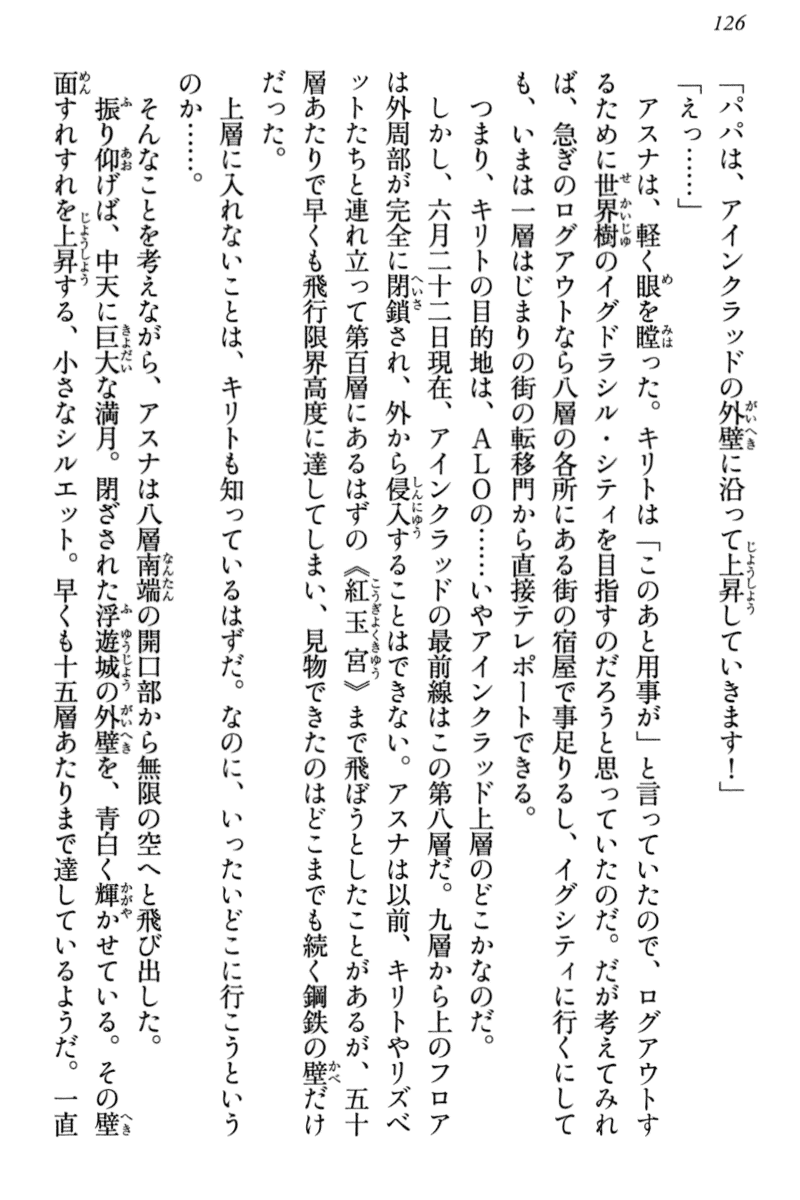 126
「パパは、アインクラッドの外壁に沿って上昇していきます！」
「えっ……」
アスナは、軽く眼を瞠った。キリトは「このあと用事が」と言っていたので、ログアウトす
るために世界樹のイグドラシル・シティを目指すのだろうと思っていたのだ。だが考えてみれ
ば、急ぎのログアウトなら八層の各所にある街の宿屋で事足りるし、イグシティに行くにして
も、いまは一層はじまりの街の転移門から直接テレポートできる。
つまり、キリトの目的地は、ＡＬＯの……いやアインクラッド上層のどこかなのだ。
しかし、六月二十二日現在、アインクラッドの最前線はこの第八層だ。九層から上のフロア
は外周部が完全に閉鎖され、外から侵入することはできない。アスナは以前、キリトやリズベ
ットたちと連れ立って第百層にあるはずの《紅玉宮》まで飛ぼうとしたことがあるが、五十
層あたりで早くも飛行限界高度に達してしまい、見物できたのはどこまでも続く鋼鉄の壁だけ
だった。
上層に入れないことは、キリトも知っているはずだ。なのに、いったいどこに行こうという
のか……。
そんなことを考えながら、アスナは八層南端の開口部から無限の空へと飛び出した。
振り仰げば、中天に巨大な満月。閉ざされた浮遊城の外壁を、青白く輝かせている。その壁
面すれすれを上昇する、小さなシルエット。早くも十五層あたりまで達しているようだ。一直